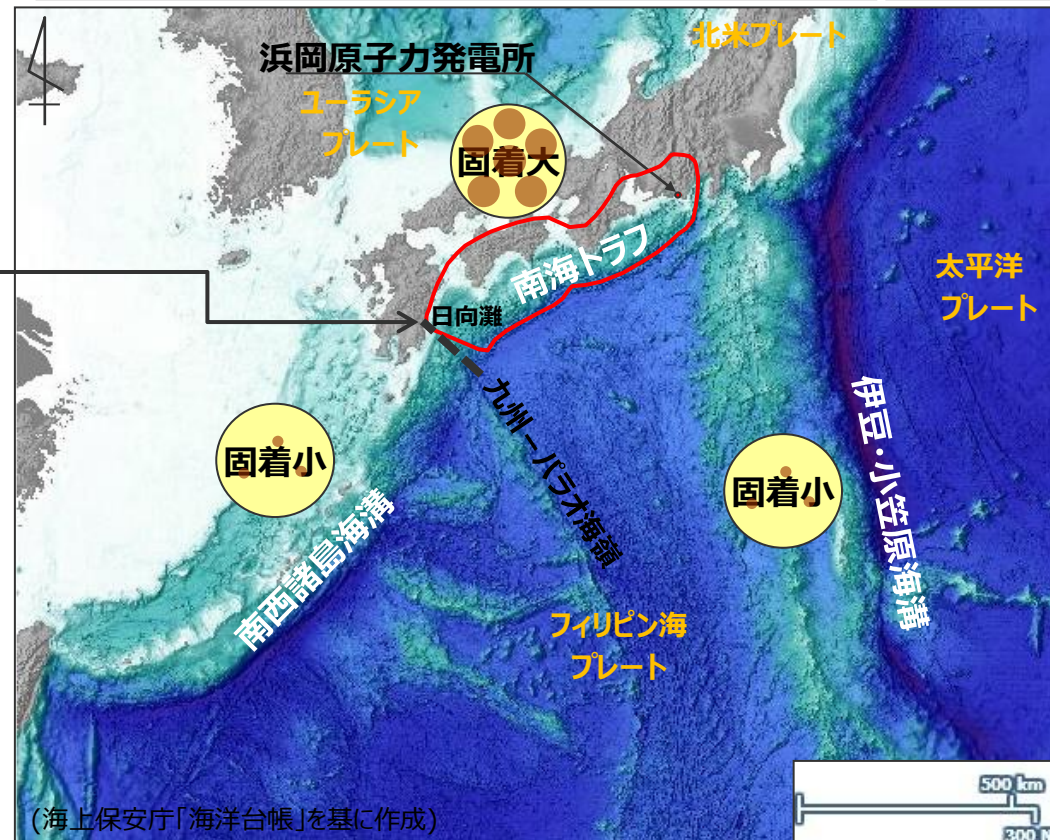 北米プレート
浜岡原子力発電所
ユーラシア
プレート
固着大
南海トラフ
太平洋
プレート
日向灘
九州－パラオ海嶺
伊豆・小笠原海溝
固着小
固着小
南西諸島海溝
フィリピン海
プレート
(海上保安庁「海洋台帳」を基に作成)
500 km